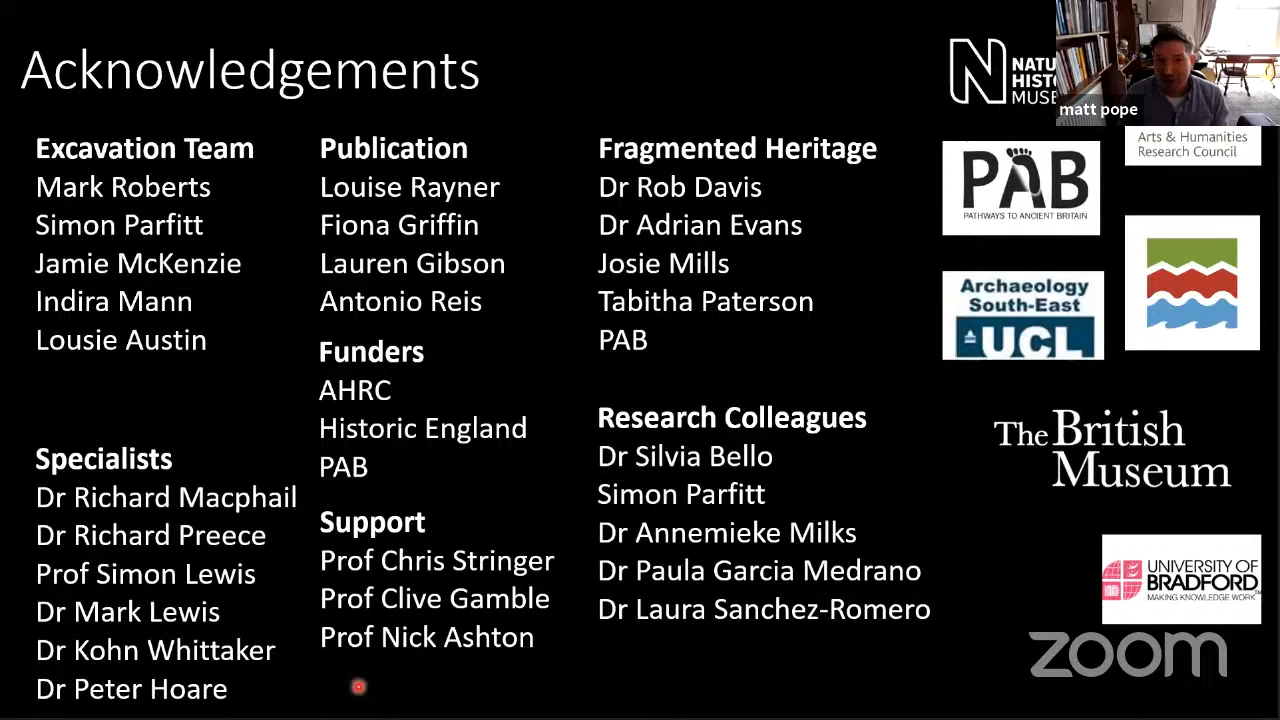 Acknowledgements
Excavation Team
Mark Roberts
Simon Parfitt
Jamie McKenzie
Indira Mann
Lousie Austin
Specialists
Dr Richard Macphail
Dr Richard Preece
Prof Simon Lewis
Dr Mark Lewis
Dr Kohn Whittaker
Dr Peter Hoare
Publication
Louise Rayner
Fiona Griffin
Lauren Gibson
Antonio Reis
Funders
AHRC
Historic England
PAB
Support
Prof Chris Stringer
Prof Clive Gamble
Prof Nick Ashton
Fragmented Heritage
Dr Rob Davis
Dr Adrian Evans
Josie Mills
Tabitha Paterson
PAB
Research Colleagues
Dr Silvia Bello
Simon Parfitt
Dr Annemieke Milks
Dr Paula Garcia Medrano
Dr Laura Sanchez-Romero
N
NATU
HISTO
MUSE
matt pope
Arts & Humanities
Research Council
PAB
PATHWAYS TO ANCIENT BRITAIN
Archaeology
South-East
UCL
The British
Museum
UNIVERSITY OF
BRADFORD
MAKING KNOWLEDGE WORK™
zoom